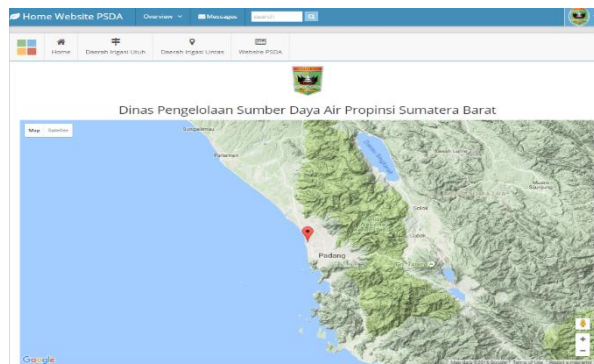 Home Website PSDA Overview Messages search
Home Daerah Irigasi Utuh Daerah Irigasi Lintas Website PSDA
Dinas Pengelolaan Sumber Daya Air Propinsi Sumatera Barat
Map Satellite
Sungailimau
Pariaman
Solok
Padang
Google